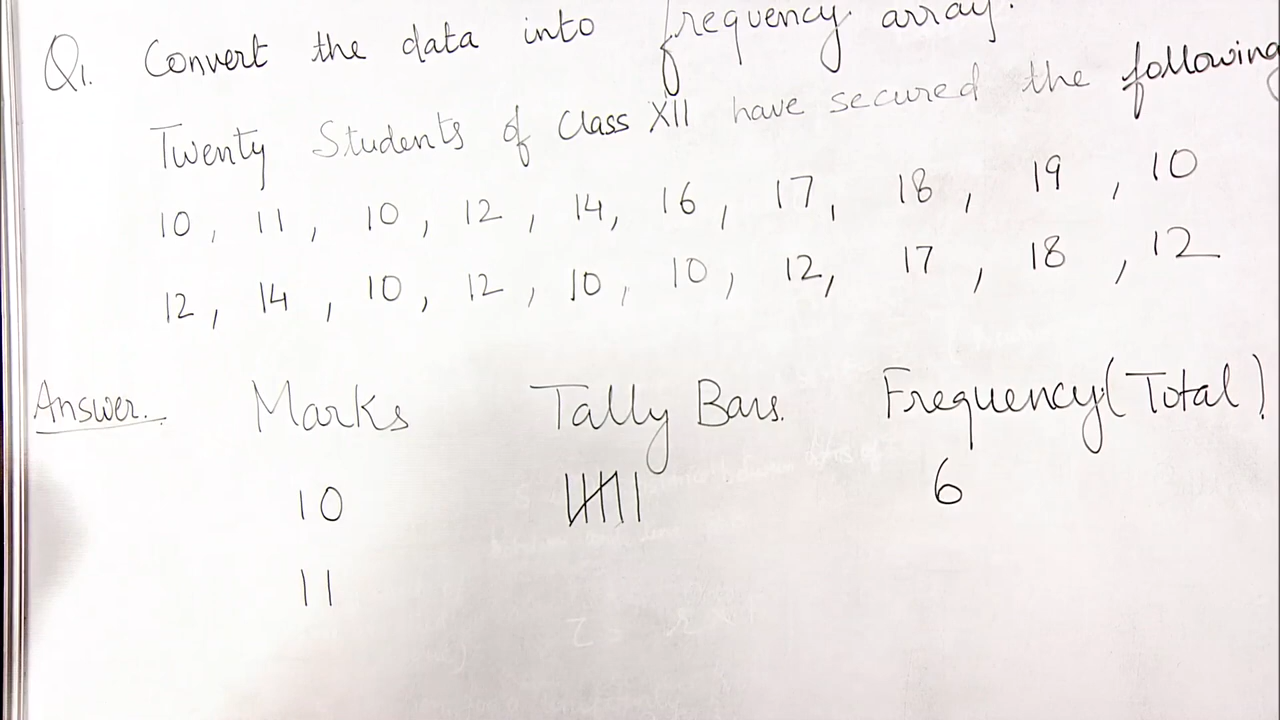 Q1. Convert the data into frequency array.
Twenty Students of Class XII have secured the following
10, 11, 10, 12, 14, 16, 17, 18, 19, 10
12, 14, 10, 12, 10, 10, 12, 17, 18, 12
Answer. Marks Tally Bars. Frequency (Total)
10 𝍸| 6
11